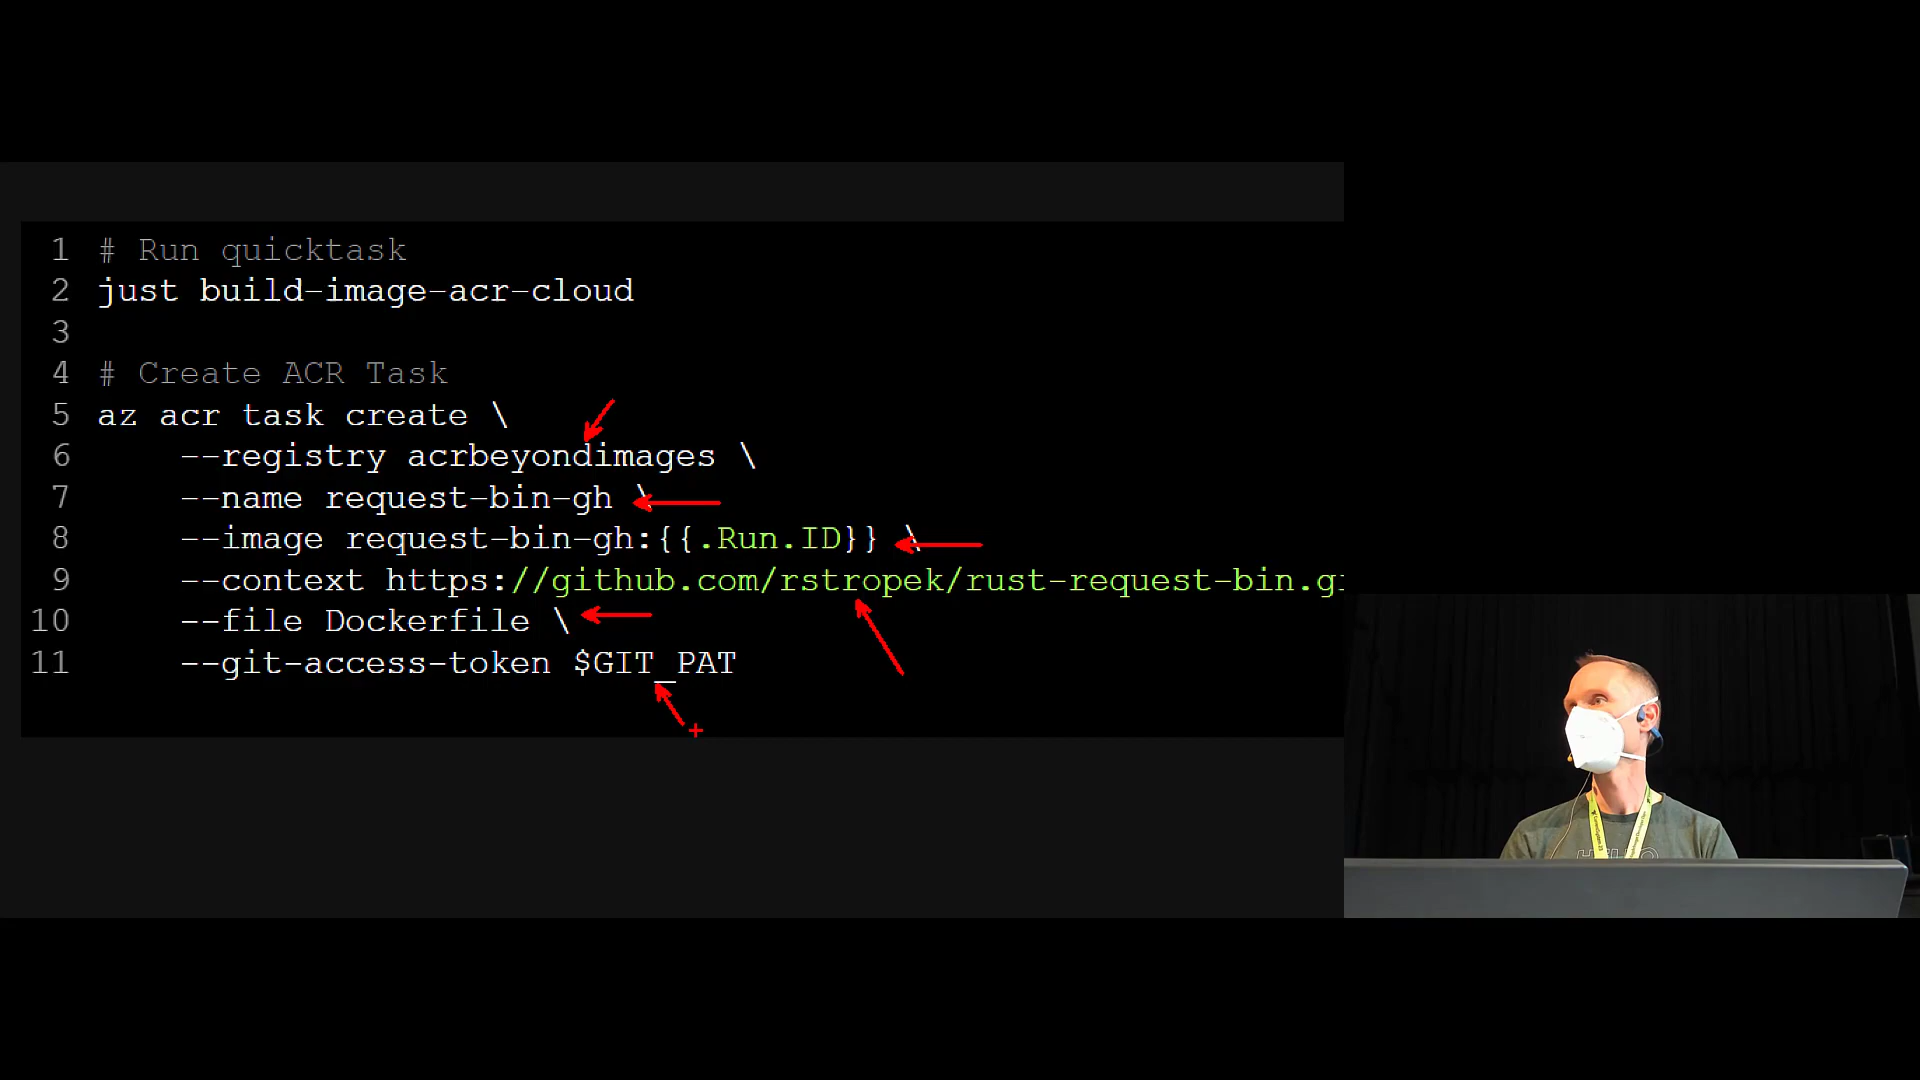 1 # Run quicktask
2 just build-image-acr-cloud
3
4 # Create ACR Task
5 az acr task create \
6 --registry acrbeyondimages \
7 --name request-bin-gh \
8 --image request-bin-gh:{{.Run.ID}} \
9 --context https://github.com/rstropek/rust-request-bin.gi
10 --file Dockerfile \
11 --git-access-token $GIT_PAT